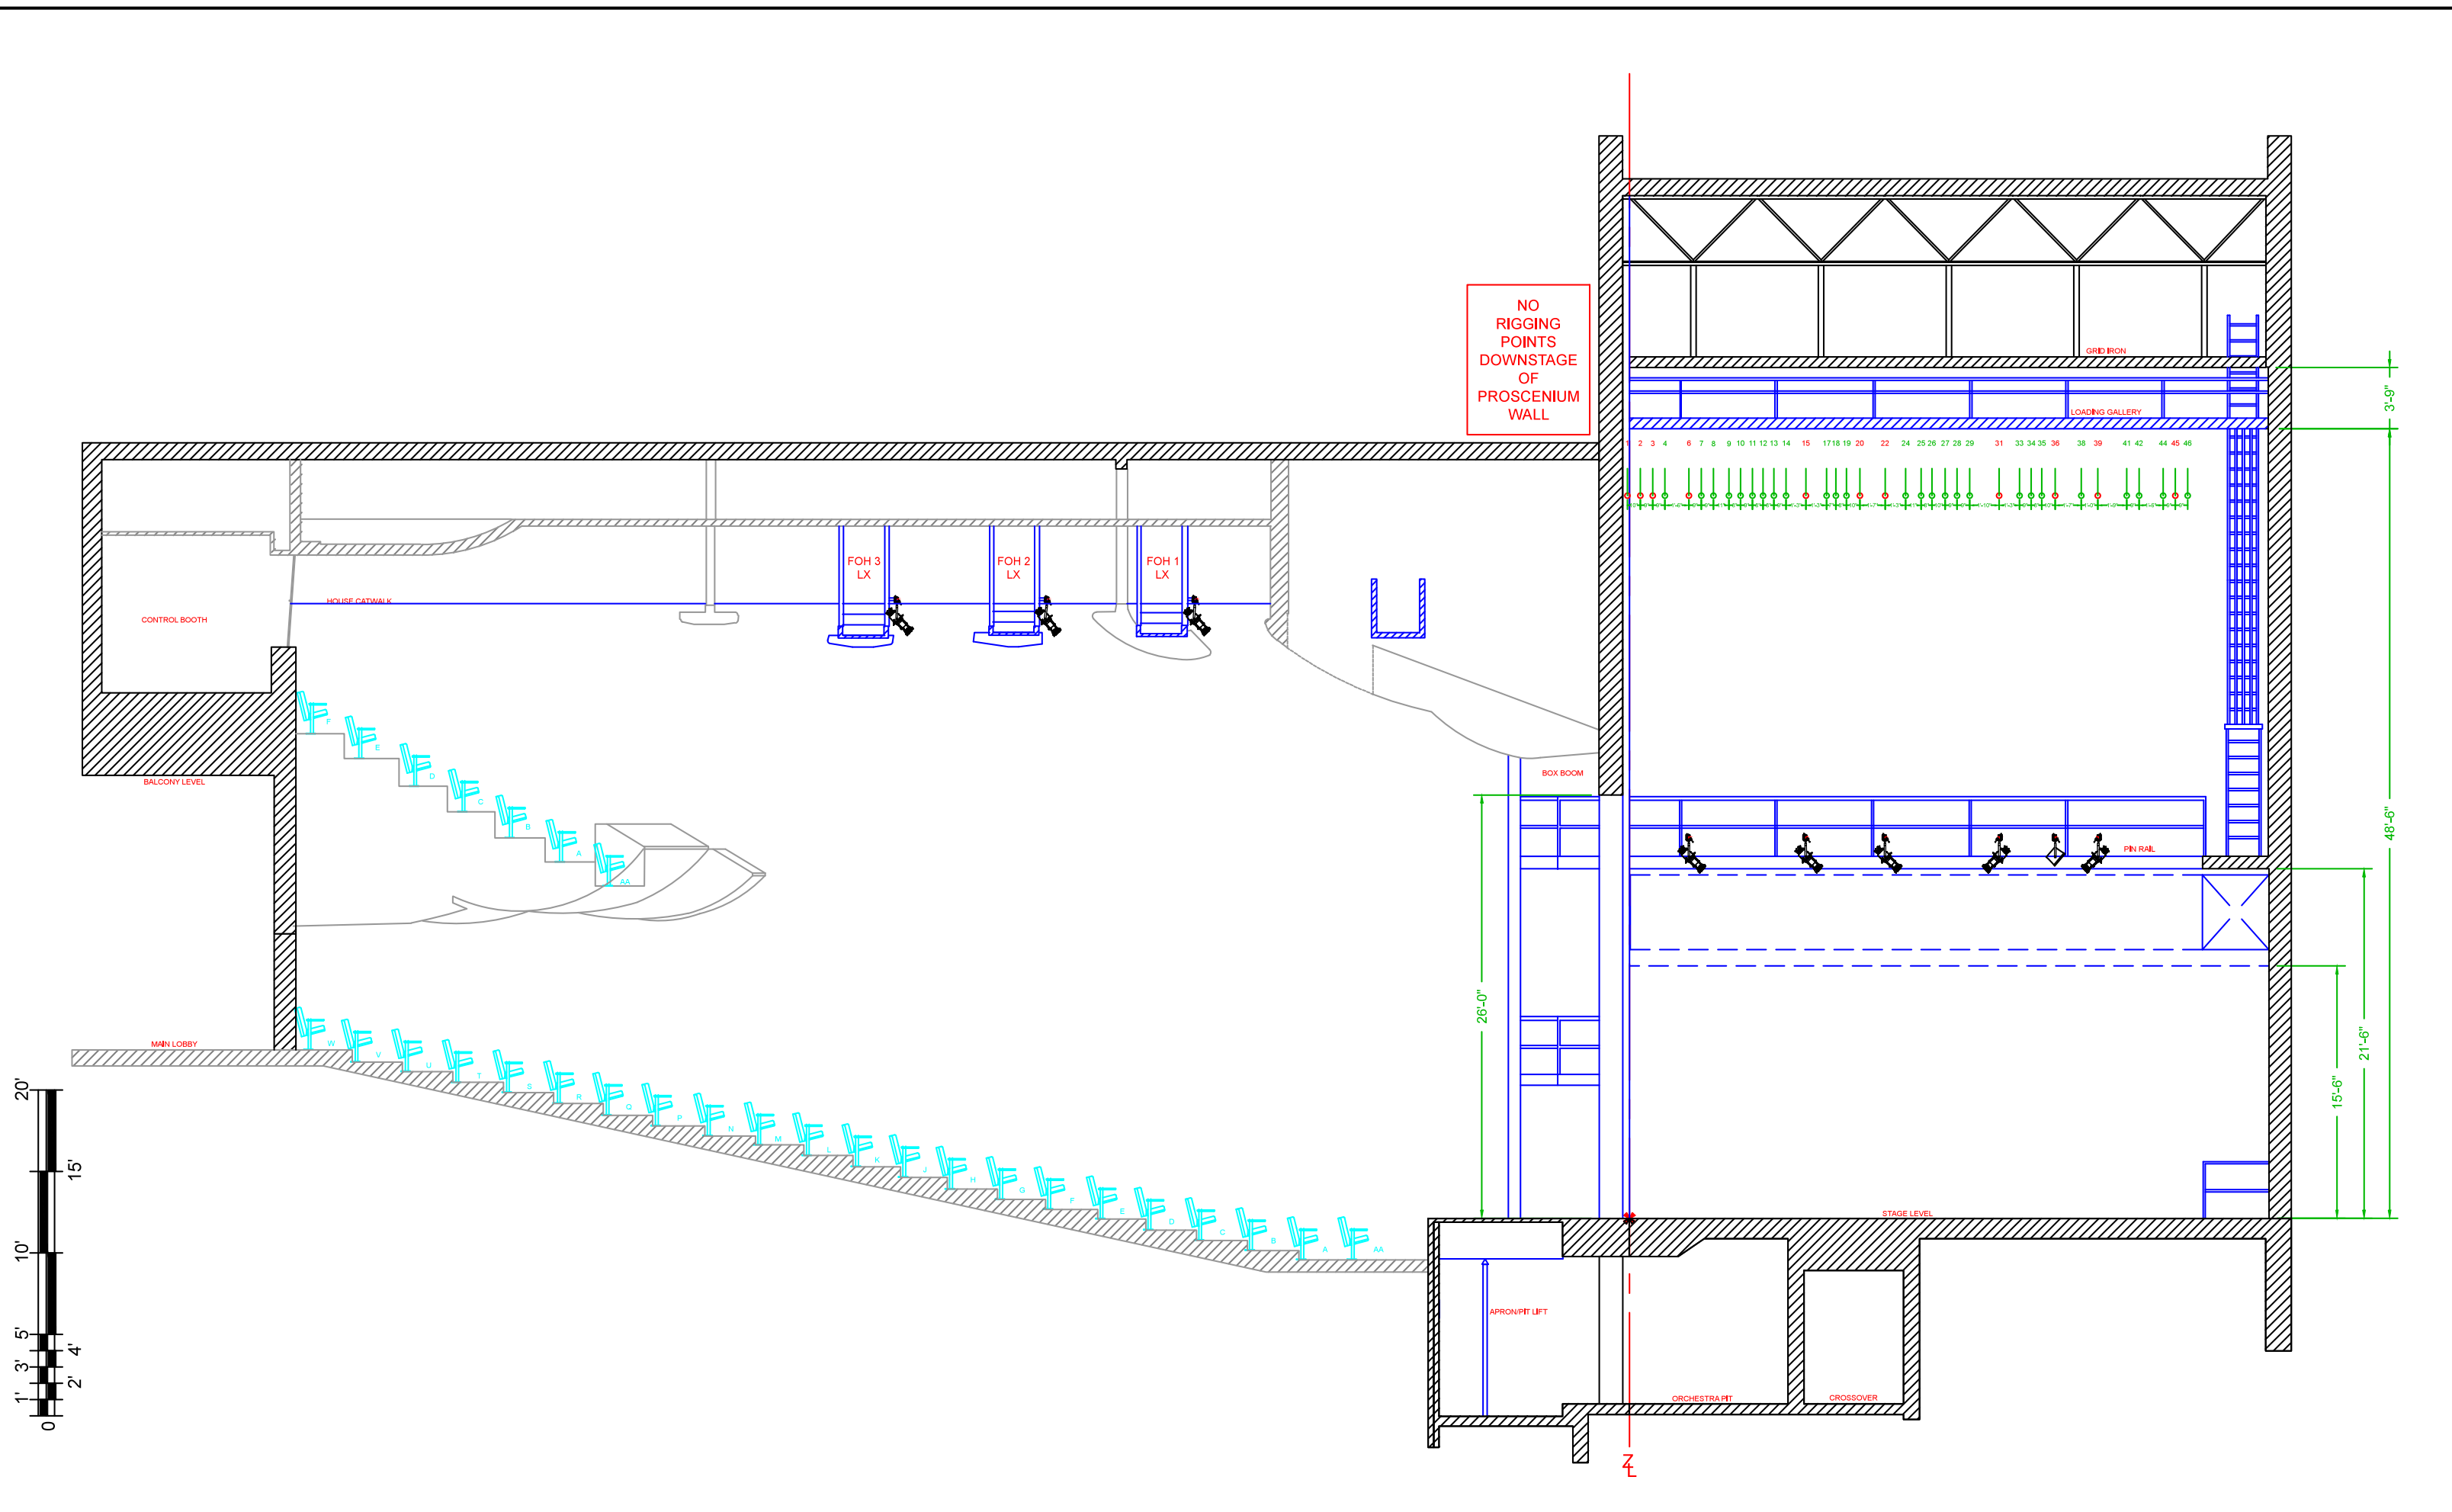 NO
RIGGING
POINTS
DOWNSTAGE
OF
PROSCENIUM
WALL
GRID IRON
LOADING GALLERY
3'-9"
1 2 3 4 6 7 8 9 10 11 12 13 14 15 17 18 19 20 22 24 25 26 27 28 29 31 33 34 35 36 38 39 41 42 44 45 46
FOH 3
LX
FOH 2
LX
FOH 1
LX
HOUSE CATWALK
CONTROL BOOTH
BALCONY LEVEL
F
E
D
C
B
A
AA
BOX BOOM
PIN RAIL
48'-6"
26'-0"
21'-6"
15'-6"
MAIN LOBBY
W
V
U
T
S
R
Q
P
N
M
L
K
J
H
G
F
E
D
C
B
A
AA
STAGE LEVEL
APRON/PIT LIFT
ORCHESTRA PIT
CROSSOVER
20'
15'
10'
5'
4'
3'
2'
1'
0